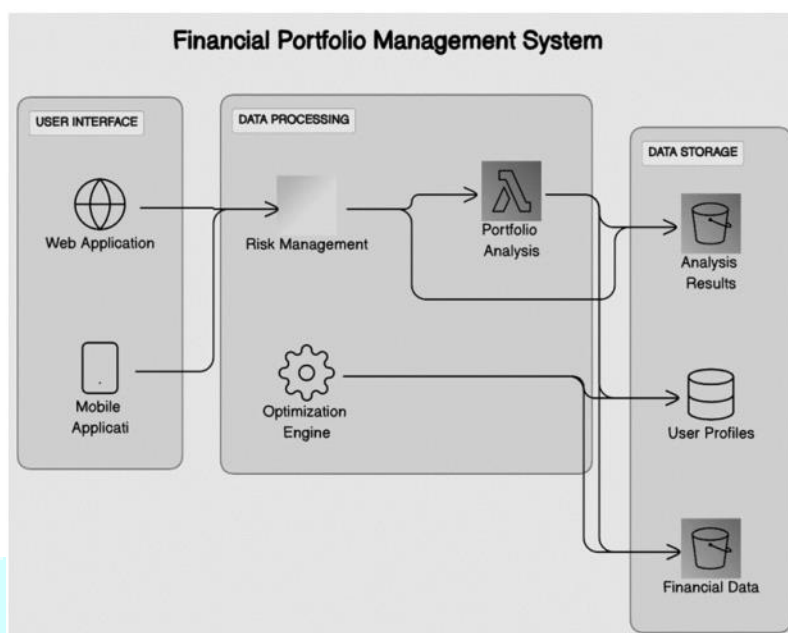 Financial Portfolio Management System
USER INTERFACE
Web Application
Mobile
Applicati
DATA PROCESSING
Risk Management
Portfolio
Analysis
Optimization
Engine
DATA STORAGE
Analysis
Results
User Profiles
Financial Data